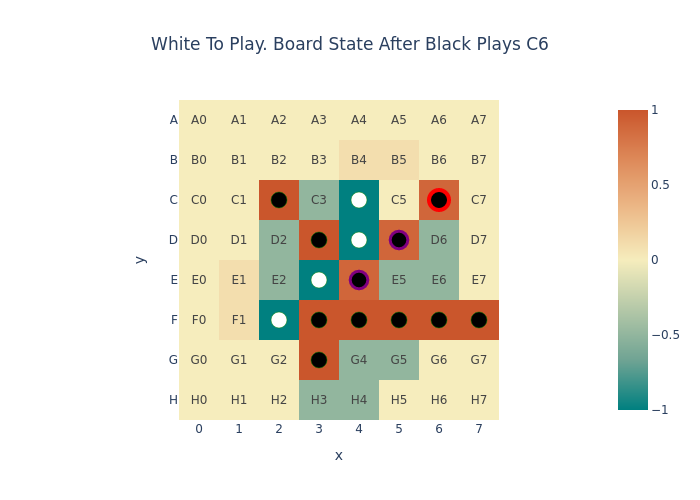 White To Play. Board State After Black Plays C6
A A0 A1 A2 A3 A4 A5 A6 A7
B B0 B1 B2 B3 B4 B5 B6 B7
C C0 C1 C3 C5 C7
D D0 D1 D2 D6 D7
E E0 E1 E2 E5 E6 E7
F F0 F1
G G0 G1 G2 G4 G5 G6 G7
H H0 H1 H2 H3 H4 H5 H6 H7
0 1 2 3 4 5 6 7
x
y
1
0.5
0
−0.5
−1